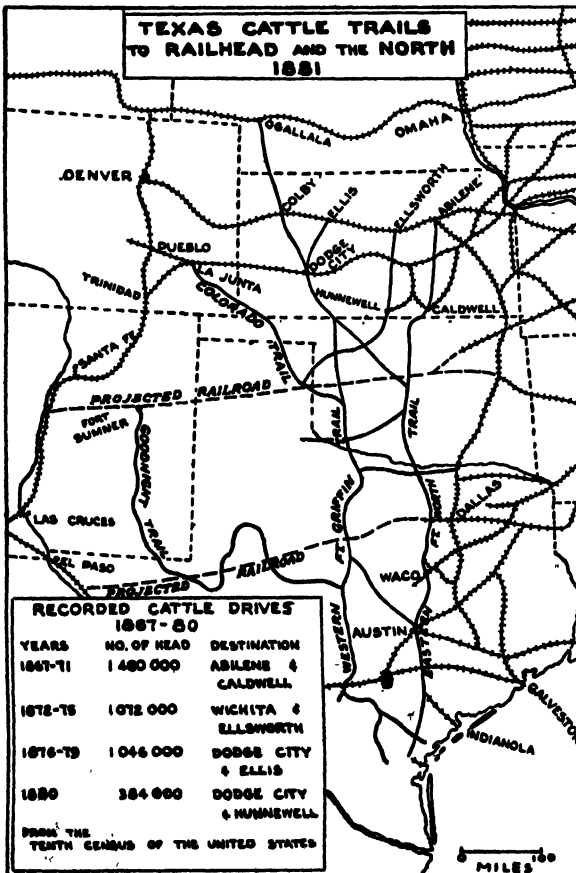 TEXAS CATTLE TRAILS
TO RAILHEAD AND THE NORTH
1881
OGALLALA
OMAHA
DENVER
COLBY
ELLIS
ELLSWORTH
ABILENE
PUEBLO
DODGE
CITY
LA JUNTA
TRINIDAD
HUNNEWELL
CALDWELL
COLORADO TRAIL
SANTA FE
PROJECTED RAILROAD
FORT
SUMNER
GOODNIGHT TRAIL
TRAIL
TRAIL
LAS CRUCES
FT. GRIFFIN
FT. WORTH
DALLAS
EL PASO
PROJECTED RAILROAD
WACO
AUSTIN
WESTERN
EASTERN
GALVESTON
INDIANOLA
RECORDED CATTLE DRIVES
1867-80
YEARS NO. OF HEAD DESTINATION
1867-71 1 460 000 ABILENE &
CALDWELL
1872-75 1 072 000 WICHITA &
ELLSWORTH
1876-79 1 046 000 DODGE CITY
& ELLIS
1880 384 000 DODGE CITY
& HUNNEWELL
FROM THE
TENTH CENSUS OF THE UNITED STATES
0 100
MILES